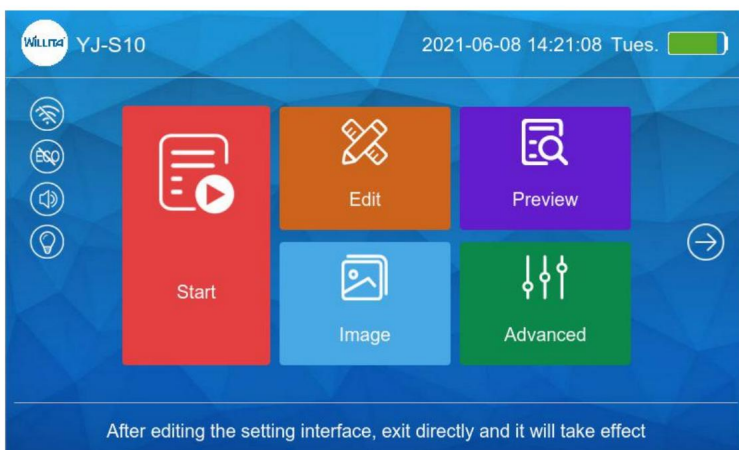 WILLITA YJ-S10
2021-06-08 14:21:08 Tues.
ECO
Start
Edit
Preview
Image
Advanced
After editing the setting interface, exit directly and it will take effect